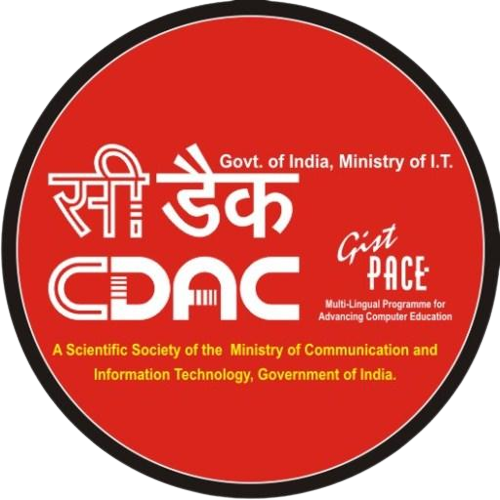 Govt. of India, Ministry of I.T.
सी डैक
CDAC
Gist
PACE
Multi-Lingual Programme for
Advancing Computer Education
A Scientific Society of the Ministry of Communication and
Information Technology, Government of India.